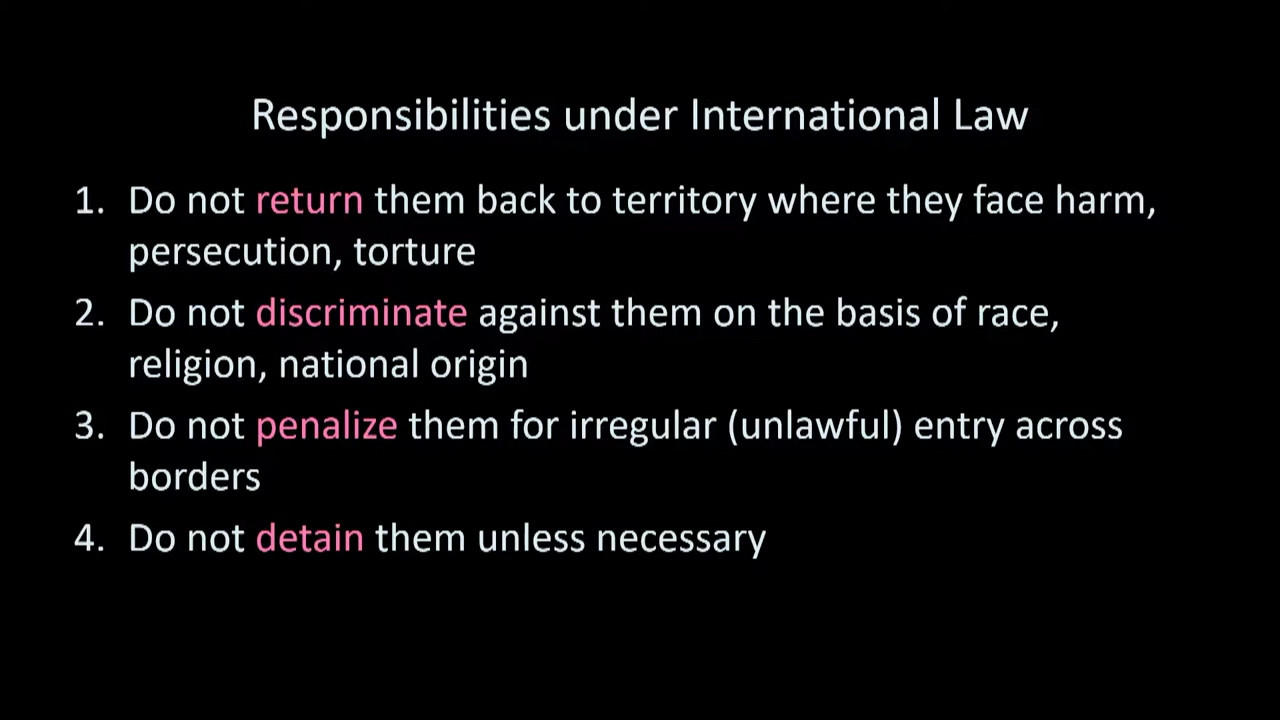 Responsibilities under International Law
1. Do not return them back to territory where they face harm,
persecution, torture
2. Do not discriminate against them on the basis of race,
religion, national origin
3. Do not penalize them for irregular (unlawful) entry across
borders
4. Do not detain them unless necessary